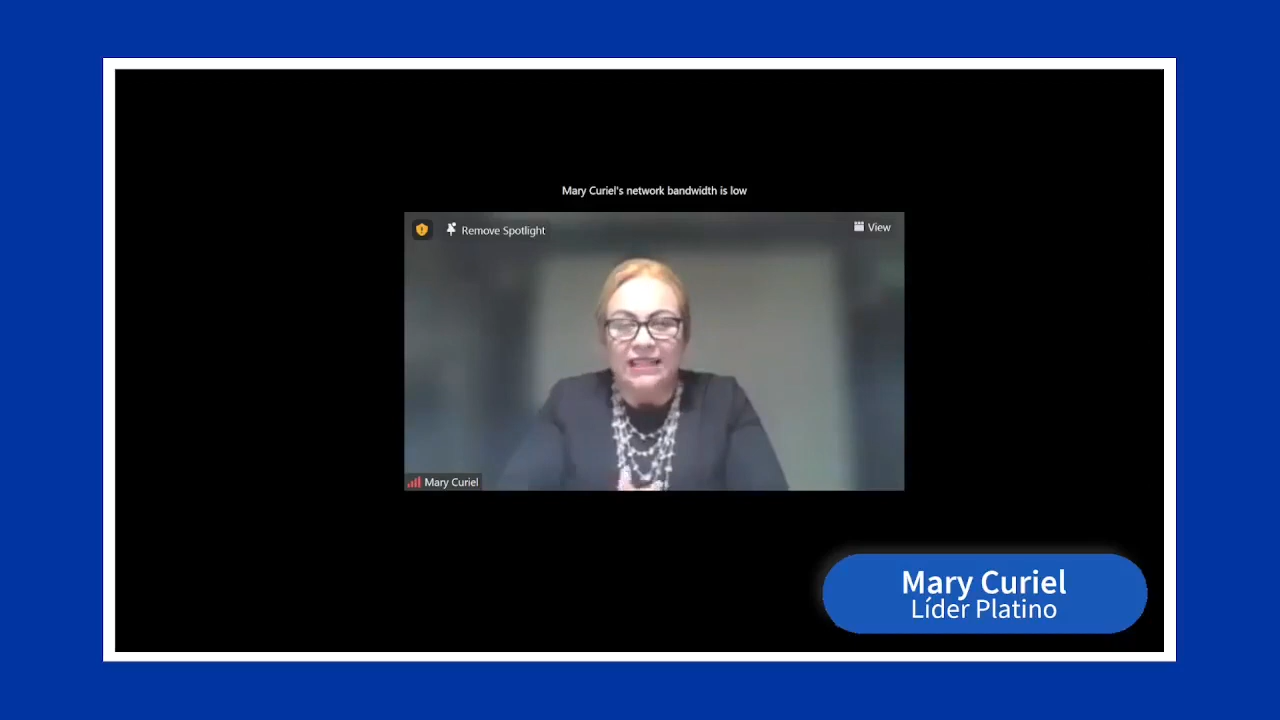 Mary Curiel's network bandwidth is low
Remove Spotlight
View
Mary Curiel
Mary Curiel
Líder Platino